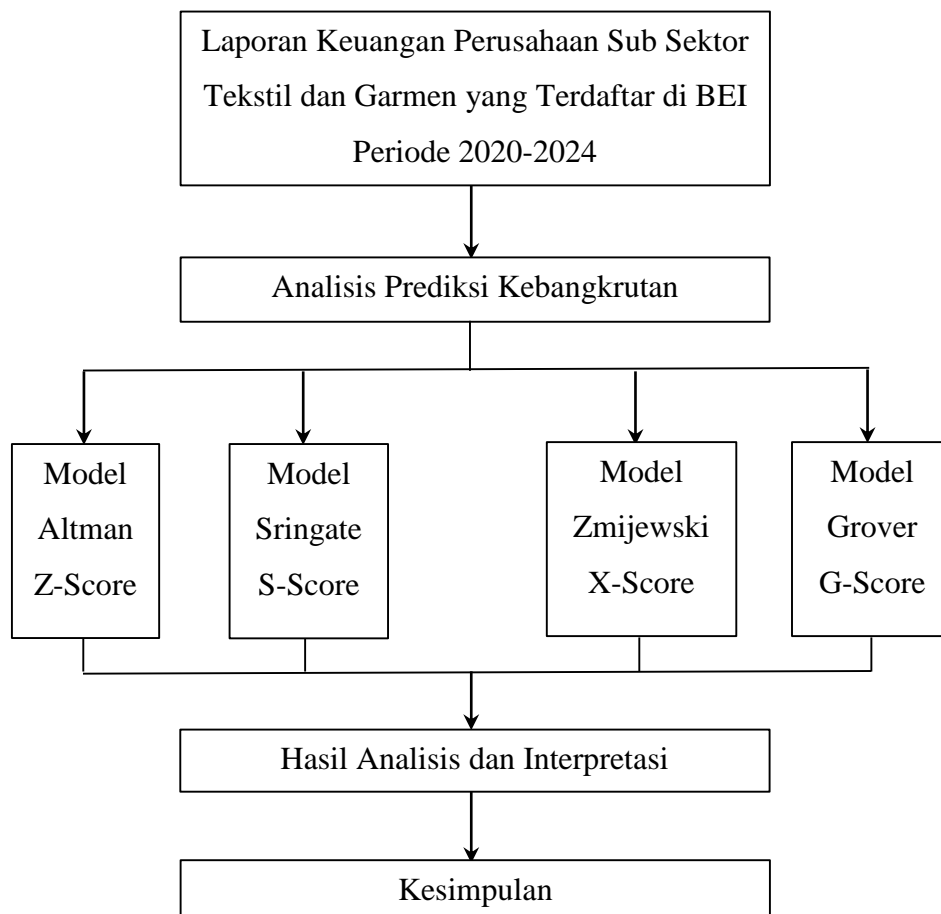 Laporan Keuangan Perusahaan Sub Sektor
Tekstil dan Garmen yang Terdaftar di BEI
Periode 2020-2024
Analisis Prediksi Kebangkrutan
Model
Altman
Z-Score
Model
Sringate
S-Score
Model
Zmijewski
X-Score
Model
Grover
G-Score
Hasil Analisis dan Interpretasi
Kesimpulan